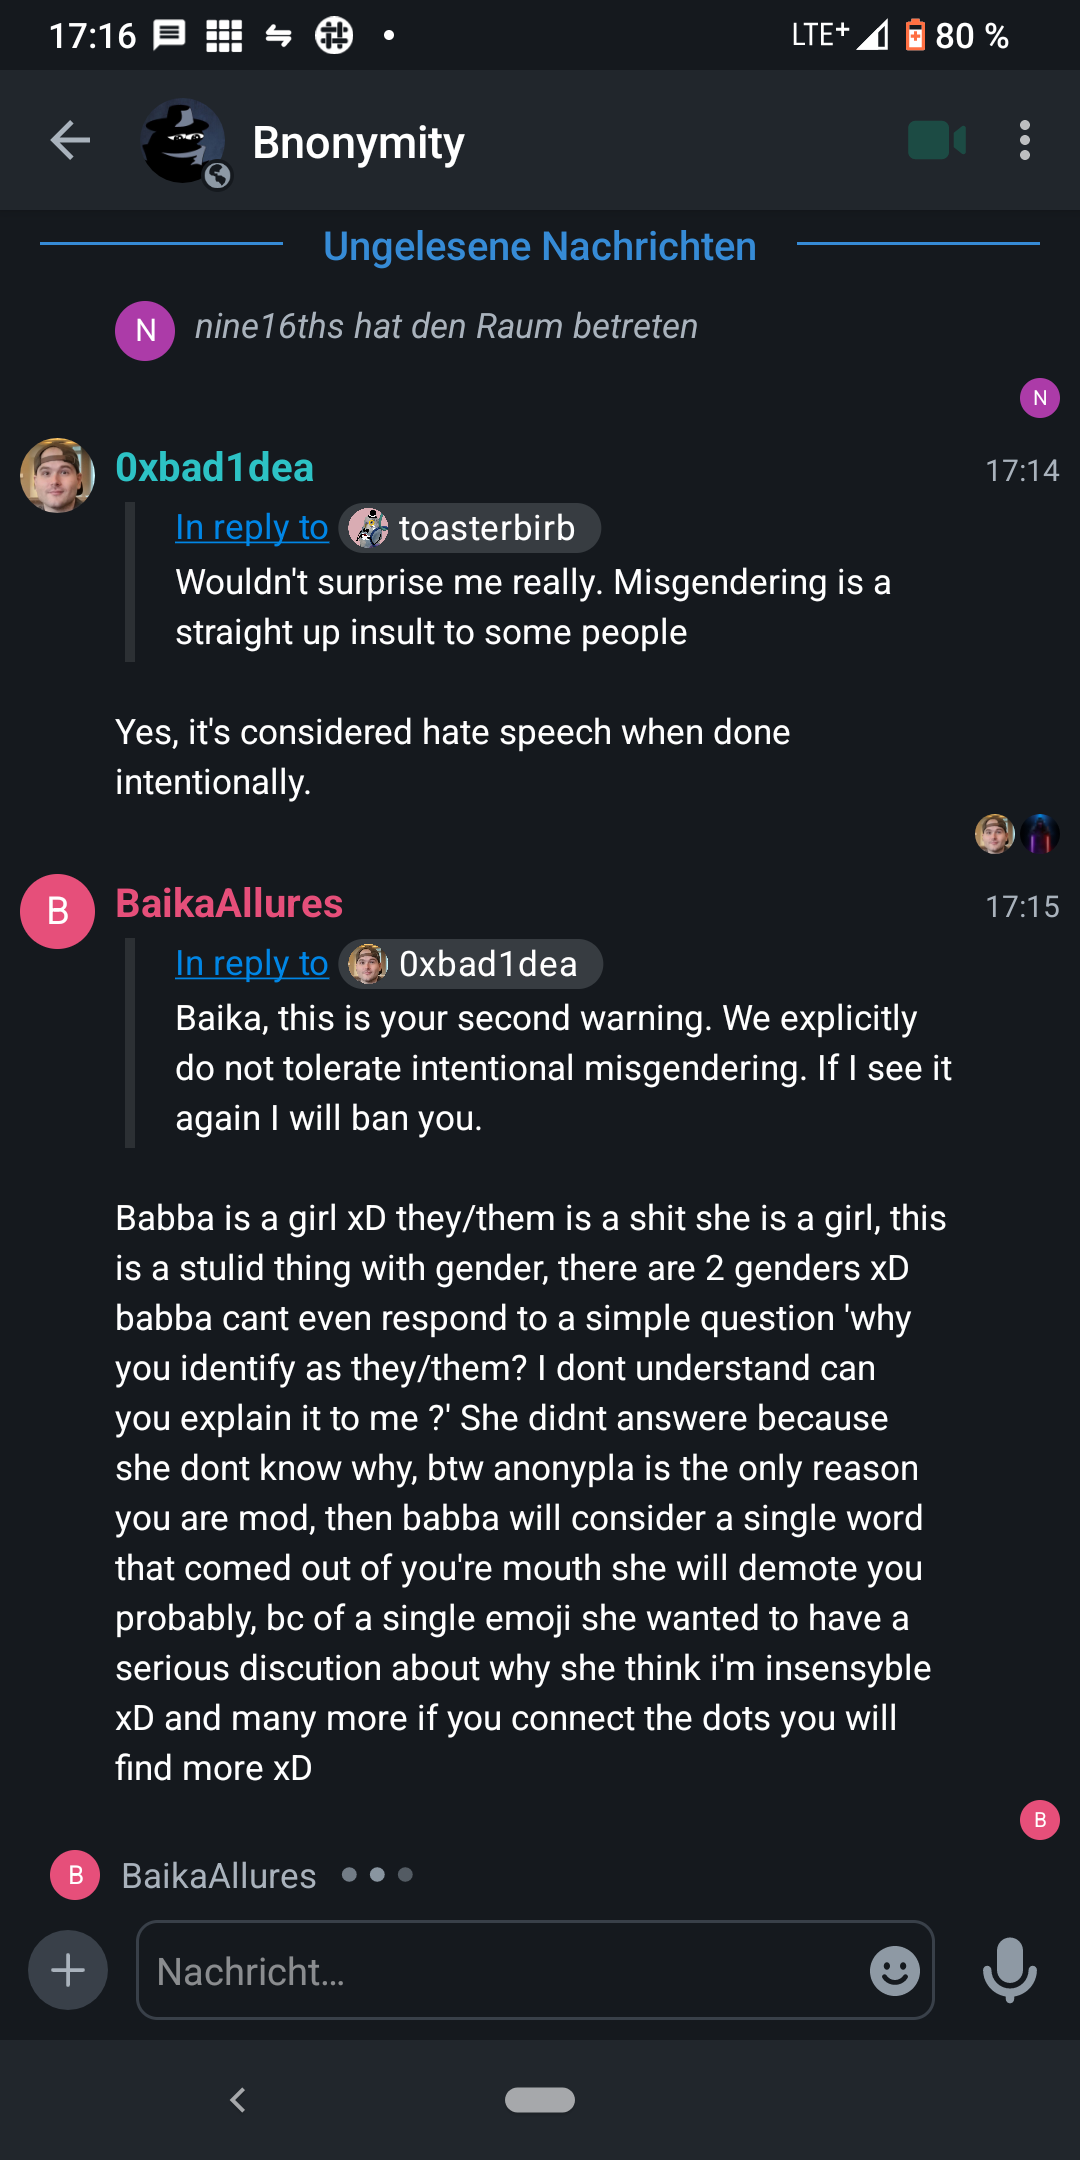 17:16
LTE+ 80 %
Bnonymity
Ungelesene Nachrichten
N nine16ths hat den Raum betreten
N
0xbad1dea 17:14
In reply to toasterbirb
Wouldn't surprise me really. Misgendering is a
straight up insult to some people
Yes, it's considered hate speech when done
intentionally.
B BaikaAllures 17:15
In reply to 0xbad1dea
Baika, this is your second warning. We explicitly
do not tolerate intentional misgendering. If I see it
again I will ban you.
Babba is a girl xD they/them is a shit she is a girl, this
is a stulid thing with gender, there are 2 genders xD
babba cant even respond to a simple question 'why
you identify as they/them? I dont understand can
you explain it to me ?' She didnt answere because
she dont know why, btw anonypla is the only reason
you are mod, then babba will consider a single word
that comed out of you're mouth she will demote you
probably, bc of a single emoji she wanted to have a
serious discution about why she think i'm insensyble
xD and many more if you connect the dots you will
find more xD
B
B BaikaAllures
Nachricht…